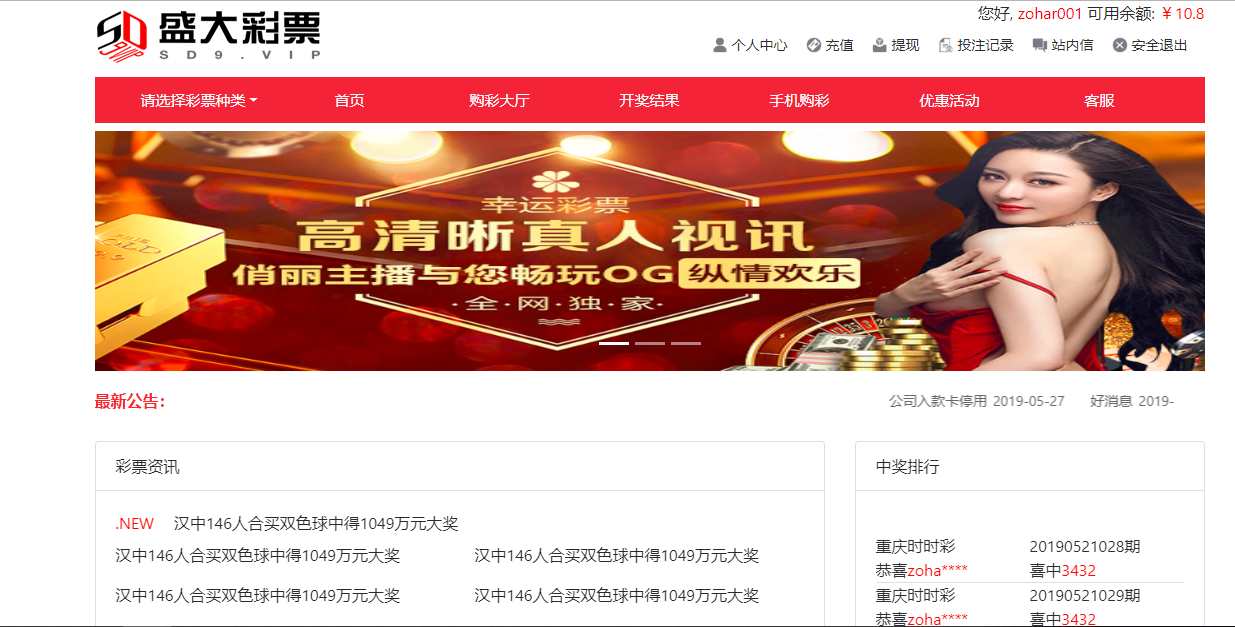 盛大彩票
SD9.VIP
您好, zohar001 可用余额: ¥ 10.8
个人中心 充值 提现 投注记录 站内信 安全退出
请选择彩票种类 首页 购彩大厅 开奖结果 手机购彩 优惠活动 客服
幸运彩票
高清晰真人视讯
俏丽主播与您畅玩OG 纵情欢乐
·全·网·独·家·
最新公告:
公司入款卡停用 2019-05-27 好消息 2019-
彩票资讯
.NEW 汉中146人合买双色球中得1049万元大奖
汉中146人合买双色球中得1049万元大奖 汉中146人合买双色球中得1049万元大奖
汉中146人合买双色球中得1049万元大奖 汉中146人合买双色球中得1049万元大奖
中奖排行
重庆时时彩 20190521028期
恭喜zoha**** 喜中3432
重庆时时彩 20190521029期
恭喜zoha**** 喜中3432